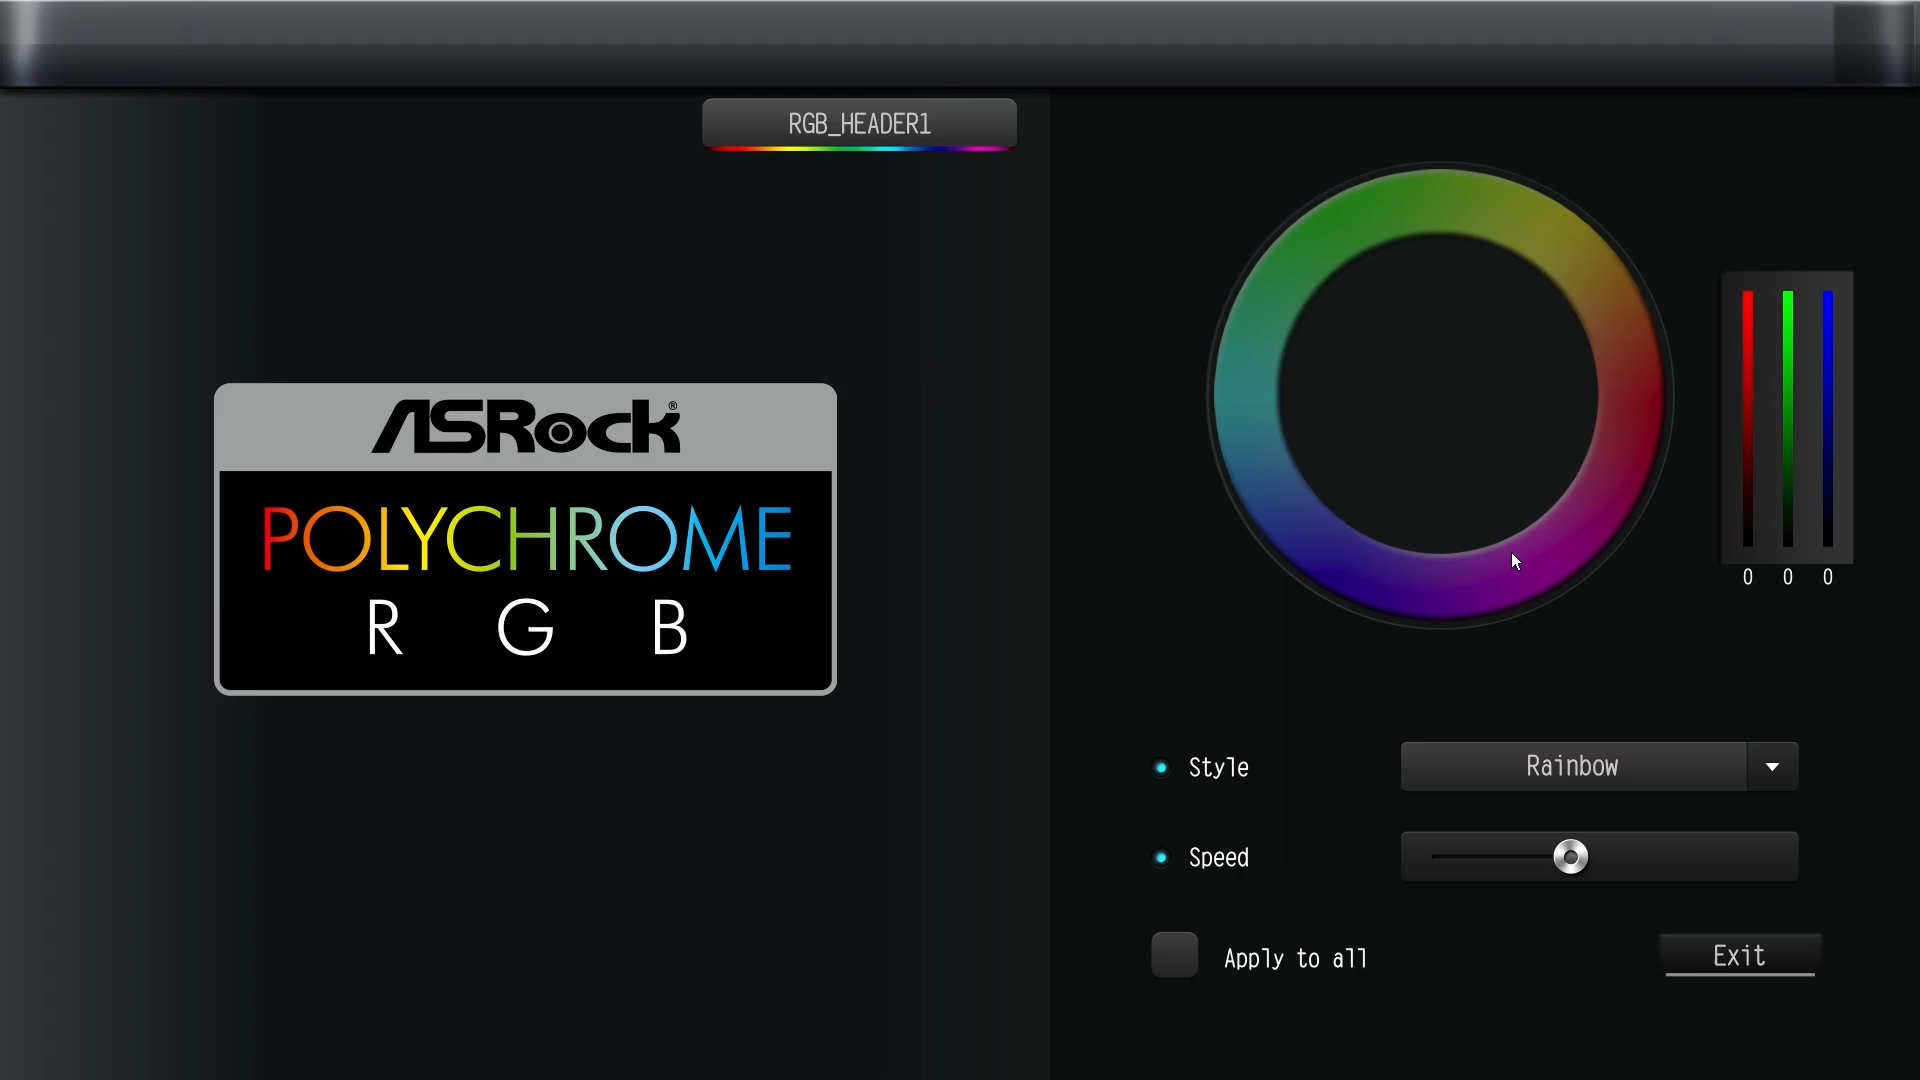 RGB_HEADER1
ASRock®
POLYCHROME
R G B
0 0 0
Style
Rainbow
Speed
Apply to all
Exit